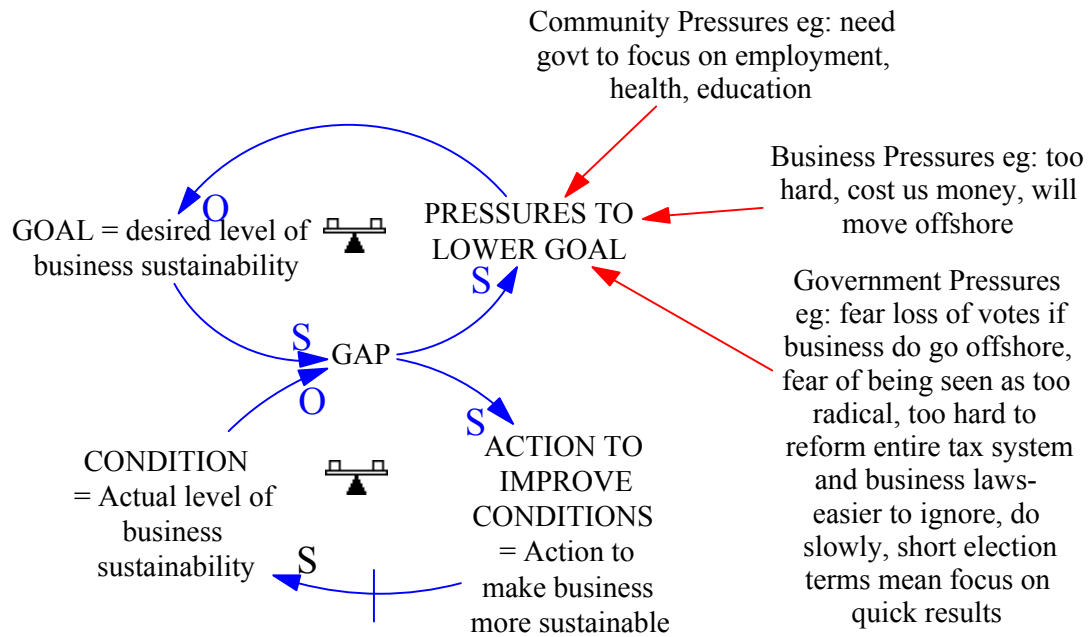 Community Pressures eg: need
govt to focus on employment,
health, education
Business Pressures eg: too
hard, cost us money, will
move offshore
O
PRESSURES TO
LOWER GOAL
GOAL = desired level of
business sustainability
S
Government Pressures
eg: fear loss of votes if
business do go offshore,
fear of being seen as too
radical, too hard to
reform entire tax system
and business laws-
easier to ignore, do
slowly, short election
terms mean focus on
quick results
S
GAP
O
S
CONDITION
= Actual level of
business
sustainability
ACTION TO
IMPROVE
CONDITIONS
= Action to
make business
more sustainable
S